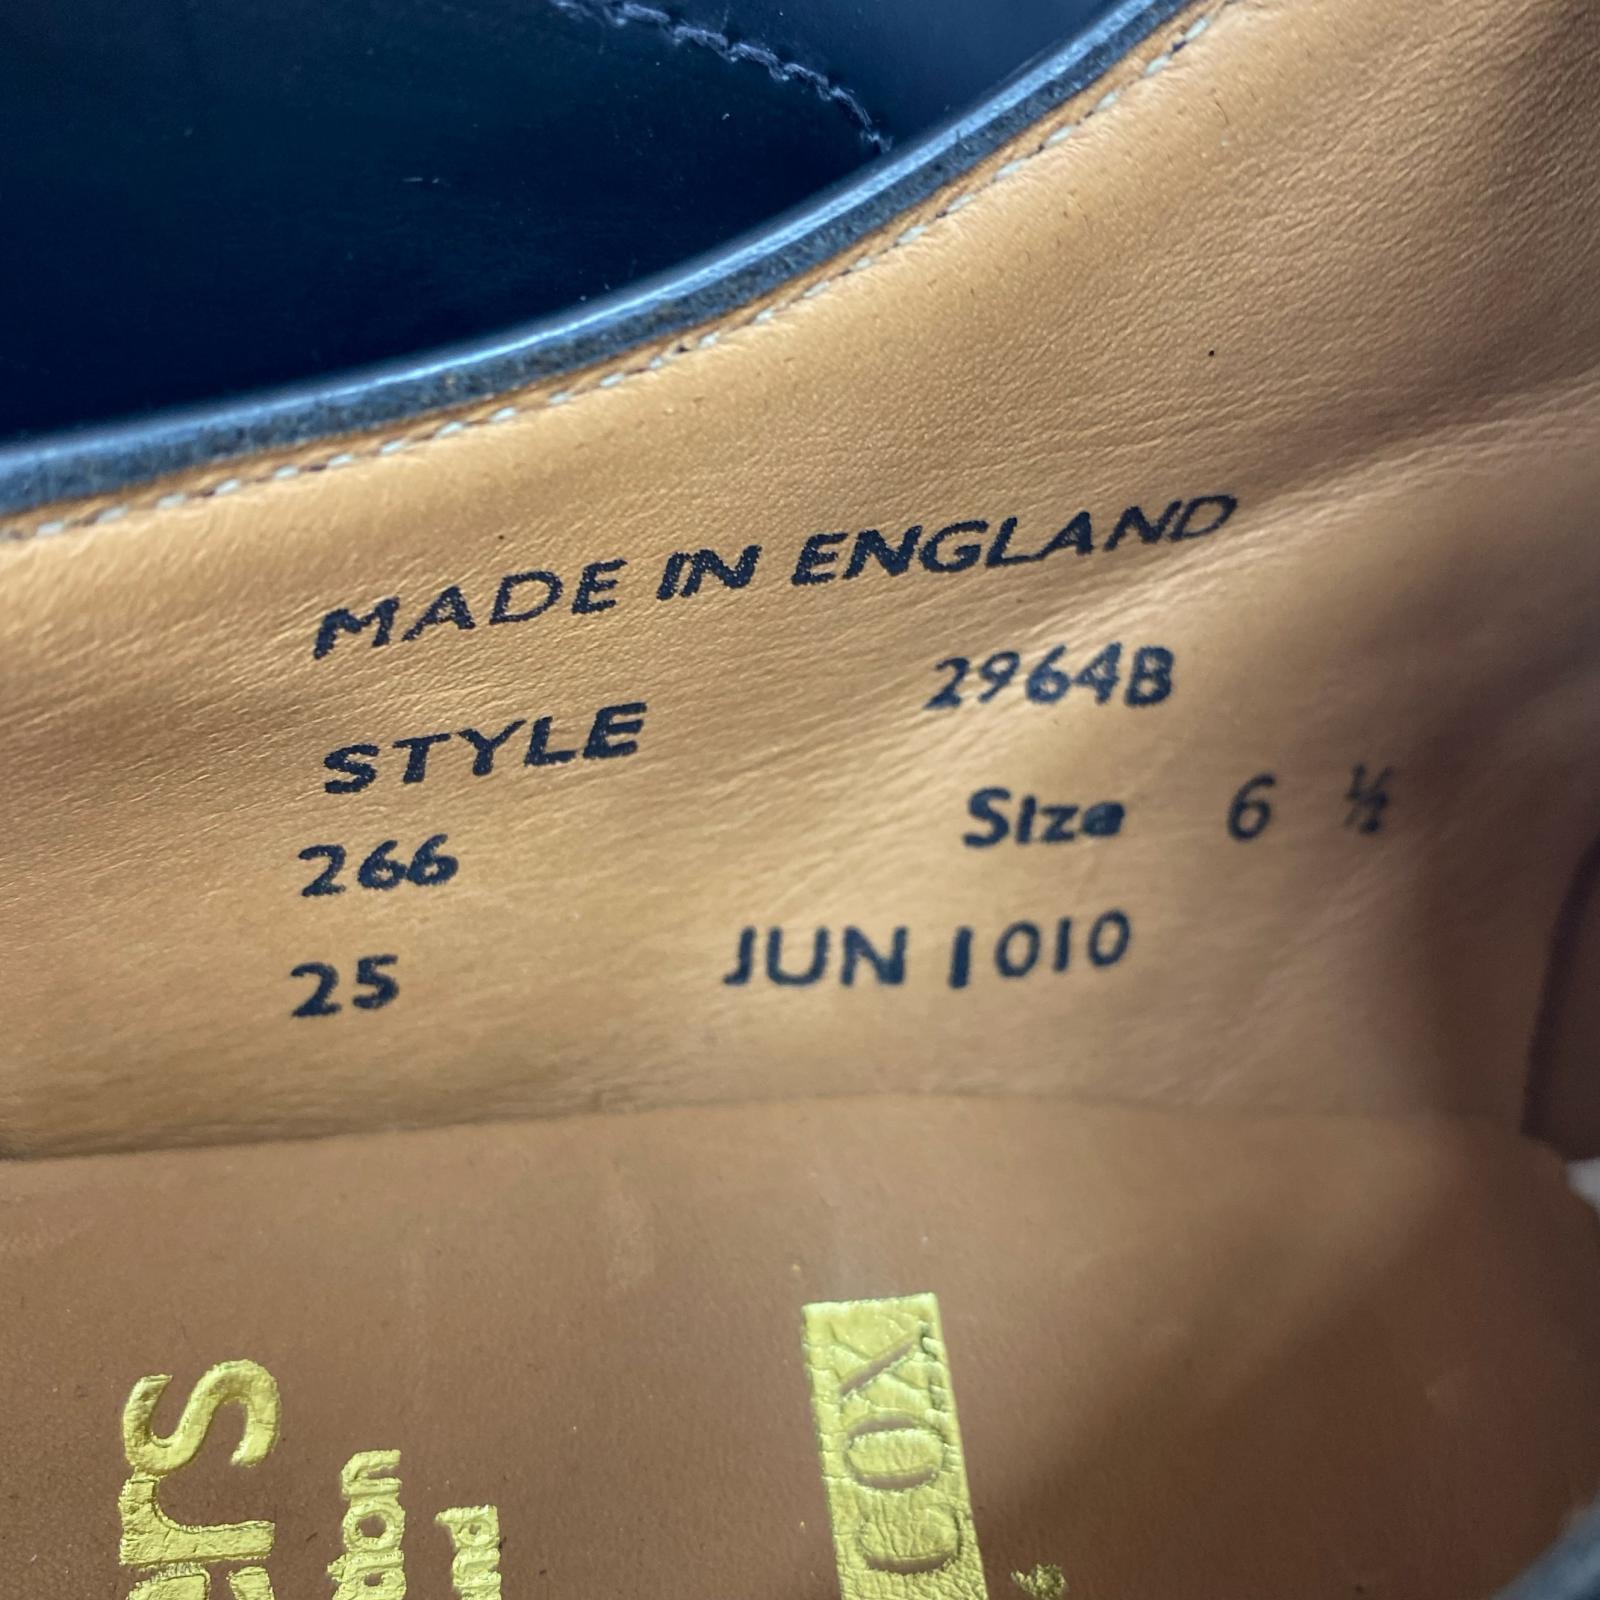 MADE IN ENGLAND
STYLE 2964B
266 Size 6 ½
25 JUN 1010
COX